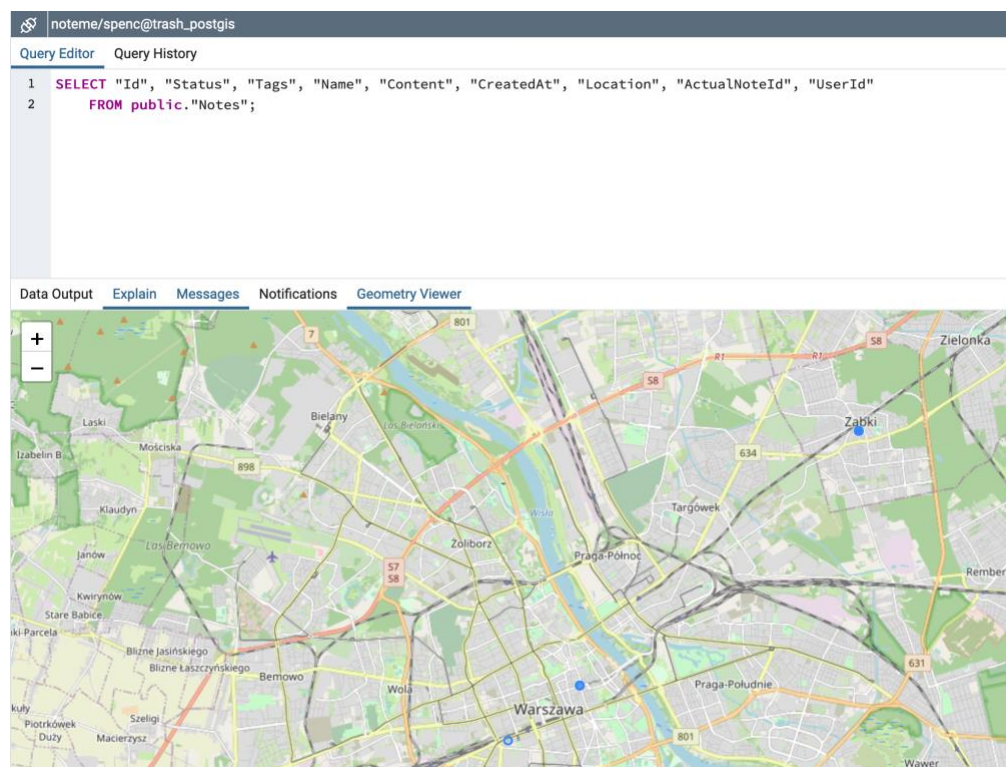 noteme/spenc@trash_postgis
Query Editor Query History
1 SELECT "Id", "Status", "Tags", "Name", "Content", "CreatedAt", "Location", "ActualNoteId", "UserId"
2 FROM public."Notes";
Data Output Explain Messages Notifications Geometry Viewer
+
−
7
801
S8
R1
R1
S8
Zielonka
Laski
Bielany
Las Bielański
Ząbki
Izabelin B
Mościska
898
634
Klaudyn
Targówek
Wisła
Janów
Las Bemowo
Żoliborz
Praga-Północ
S7
S8
Rember
Kwirynów
Stare Babice
ki-Parcela
Blizne Jasińskiego
631
Blizne Łaszczyńskiego
Bemowo
Wola
Praga-Południe
kuły
Warszawa
Piotrkówek
Duży
Szeligi
Macierzysz
801
Wawer